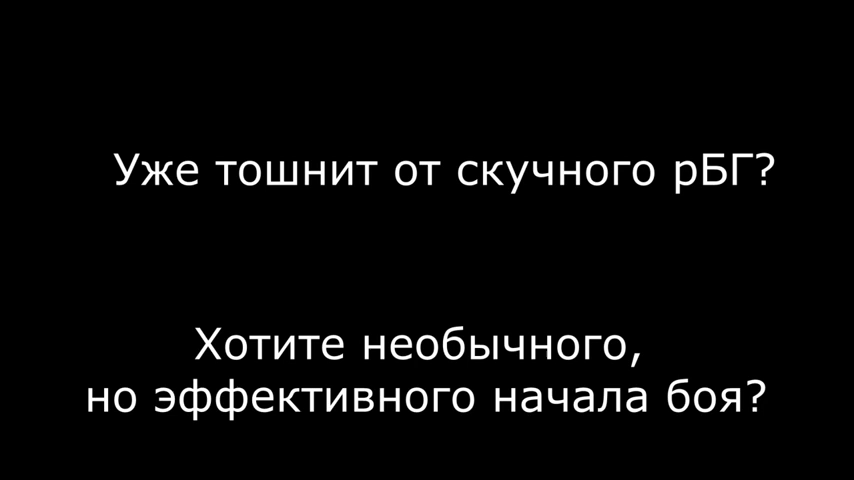 Уже тошнит от скучного рБГ?
Хотите необычного,
но эффективного начала боя?